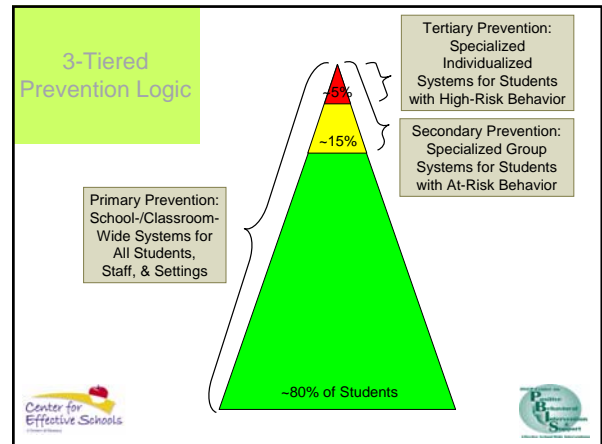 3-Tiered
Prevention Logic
Tertiary Prevention:
Specialized
Individualized
Systems for Students
with High-Risk Behavior
~5%
~15%
Secondary Prevention:
Specialized Group
Systems for Students
with At-Risk Behavior
Primary Prevention:
School-/Classroom-
Wide Systems for
All Students,
Staff, & Settings
~80% of Students
Center for
Effective Schools
Positive
Behavioral
Intervention
&
Support